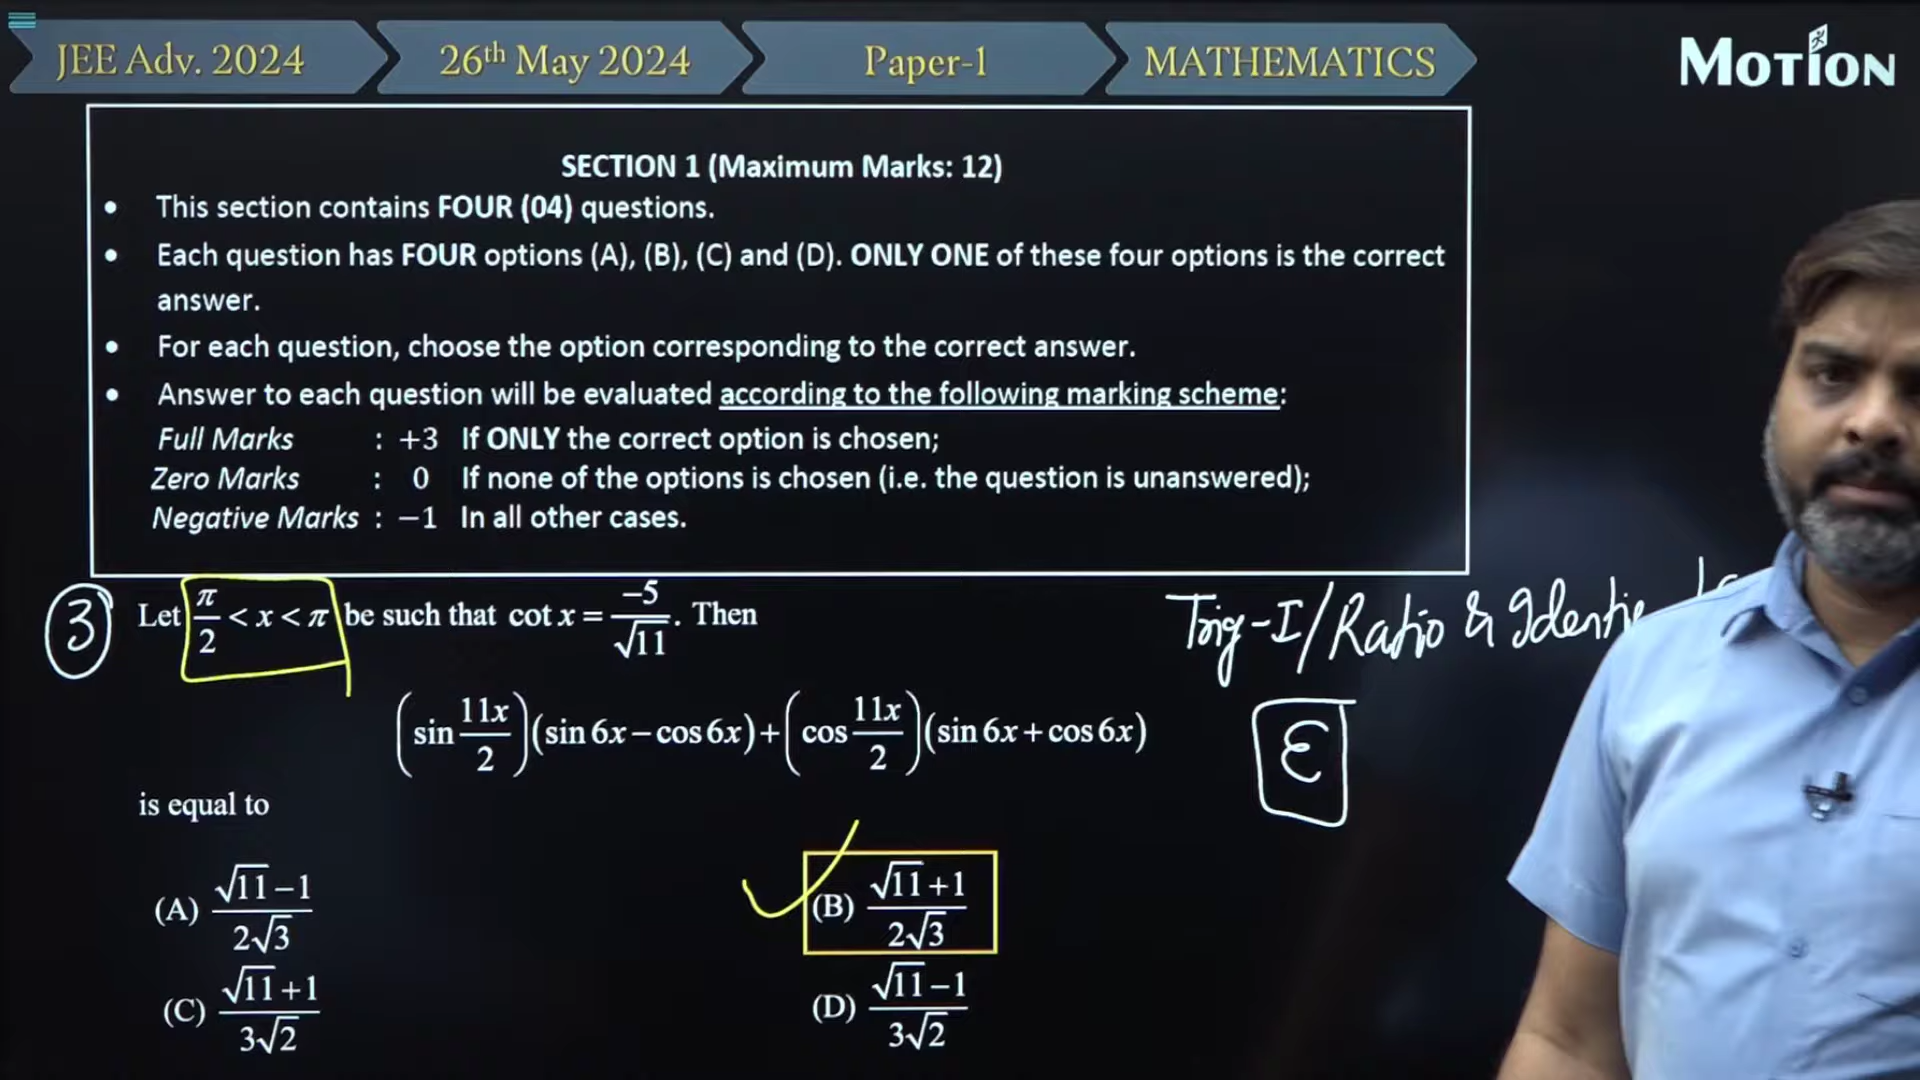 JEE Adv. 2024 26th May 2024 Paper-1 MATHEMATICS MOTION
SECTION 1 (Maximum Marks: 12)
• This section contains FOUR (04) questions.
• Each question has FOUR options (A), (B), (C) and (D). ONLY ONE of these four options is the correct
answer.
• For each question, choose the option corresponding to the correct answer.
• Answer to each question will be evaluated according to the following marking scheme:
Full Marks : +3 If ONLY the correct option is chosen;
Zero Marks : 0 If none of the options is chosen (i.e. the question is unanswered);
Negative Marks : −1 In all other cases.
3 Let π/2 < x < π be such that cot x = −5/√11. Then
Trig-I/Ratio &
(sin 11x/2)(sin 6x − cos 6x) + (cos 11x/2)(sin 6x + cos 6x)
E
is equal to
(A) (√11 − 1)/(2√3) (B) (√11 + 1)/(2√3)
(C) (√11 + 1)/(3√2) (D) (√11 − 1)/(3√2)